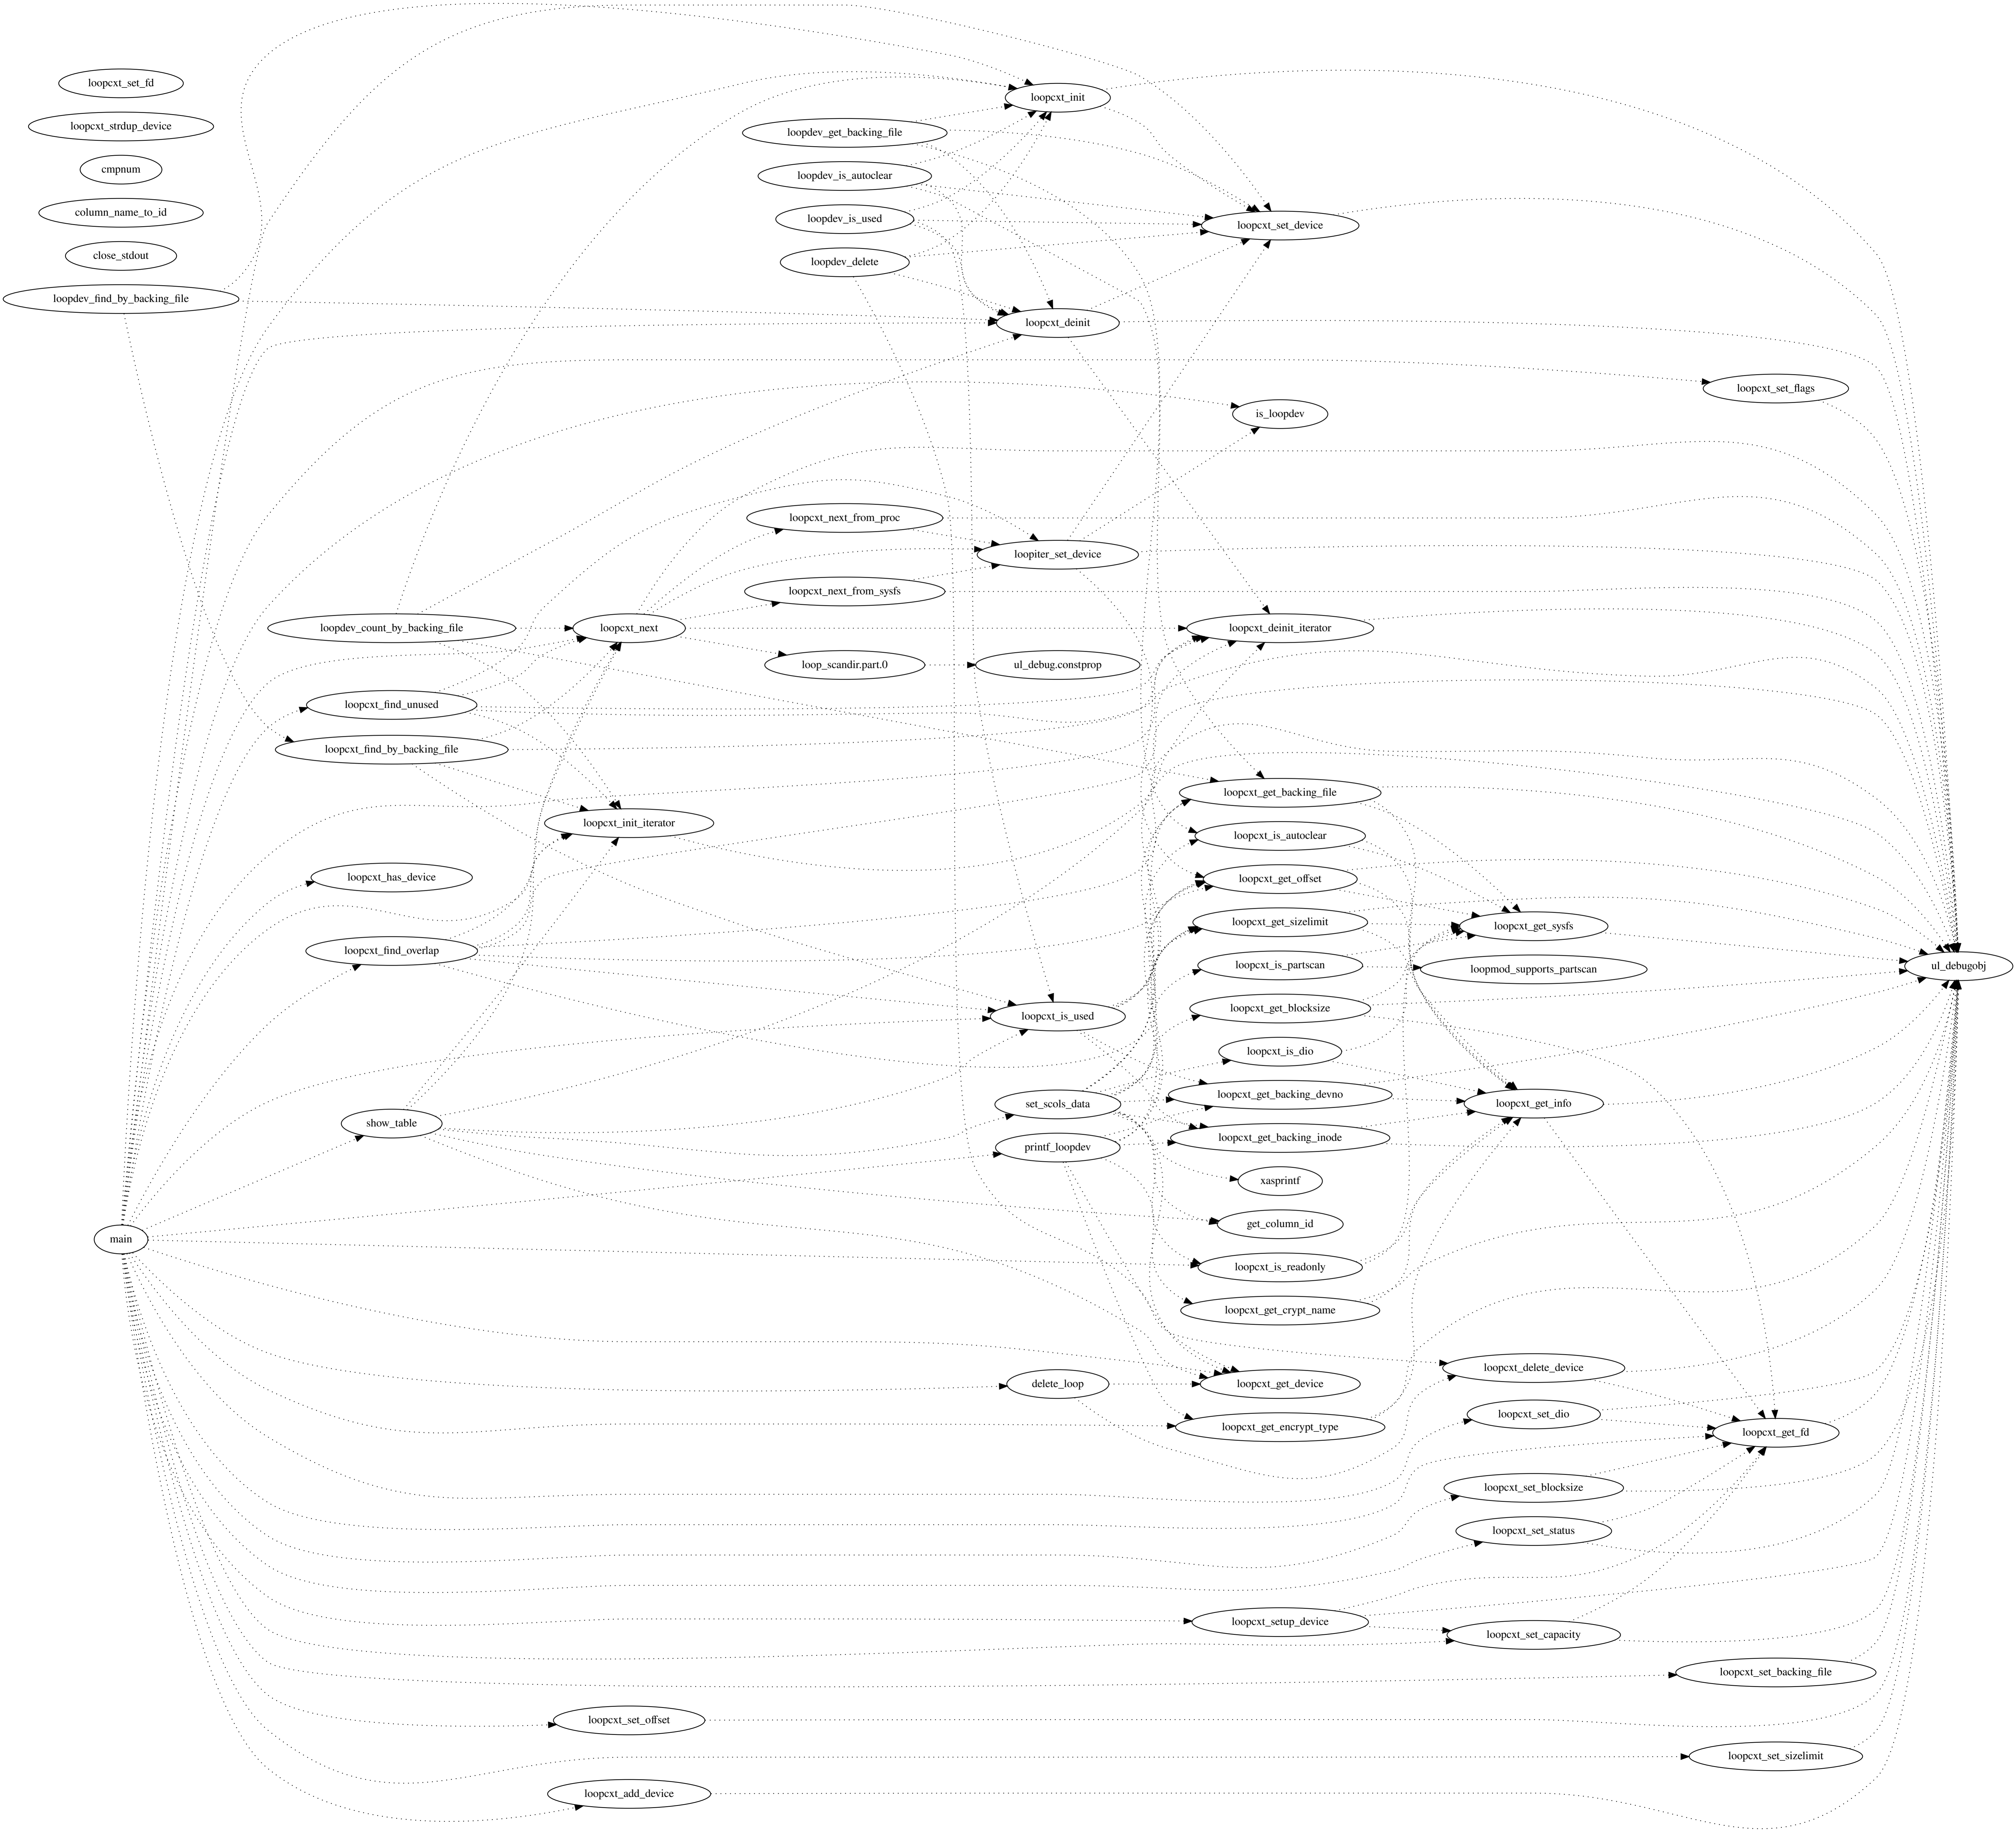 loopcxt_set_fd
loopcxt_strdup_device
cmpnum
column_name_to_id
close_stdout
loopdev_find_by_backing_file
main
loopdev_count_by_backing_file
loopcxt_find_unused
loopcxt_find_by_backing_file
loopcxt_has_device
loopcxt_find_overlap
show_table
loopcxt_next
loopcxt_init_iterator
loopcxt_set_offset
loopcxt_add_device
loopdev_get_backing_file
loopdev_is_autoclear
loopdev_is_used
loopdev_delete
loopcxt_next_from_proc
loopcxt_next_from_sysfs
loop_scandir.part.0
loopcxt_init
loopcxt_deinit
loopiter_set_device
ul_debug.constprop
loopcxt_is_used
set_scols_data
printf_loopdev
delete_loop
loopcxt_set_device
is_loopdev
loopcxt_deinit_iterator
loopcxt_get_backing_file
loopcxt_is_autoclear
loopcxt_get_offset
loopcxt_get_sizelimit
loopcxt_is_partscan
loopcxt_get_blocksize
loopcxt_is_dio
loopcxt_get_backing_devno
loopcxt_get_backing_inode
xasprintf
get_column_id
loopcxt_is_readonly
loopcxt_get_crypt_name
loopcxt_get_device
loopcxt_get_encrypt_type
loopcxt_setup_device
loopcxt_get_sysfs
loopmod_supports_partscan
loopcxt_get_info
loopcxt_delete_device
loopcxt_set_dio
loopcxt_set_blocksize
loopcxt_set_status
loopcxt_set_capacity
loopcxt_set_flags
loopcxt_get_fd
loopcxt_set_backing_file
loopcxt_set_sizelimit
ul_debugobj